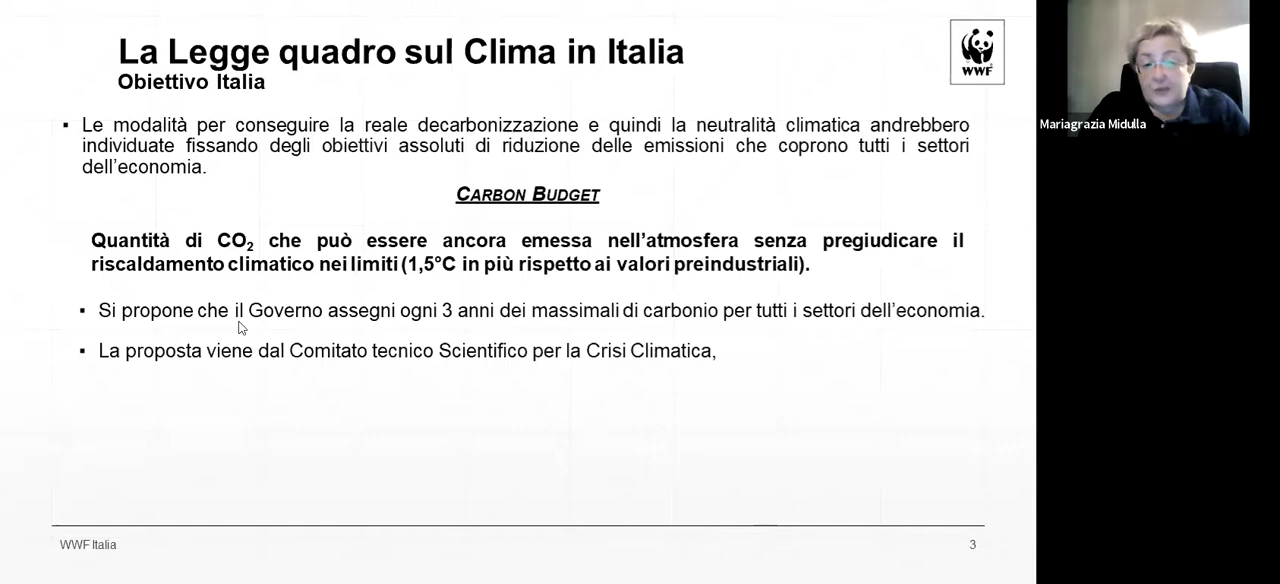 La Legge quadro sul Clima in Italia
Obiettivo Italia
WWF
Mariagrazia Midulla
▪ Le modalità per conseguire la reale decarbonizzazione e quindi la neutralità climatica andrebbero
individuate fissando degli obiettivi assoluti di riduzione delle emissioni che coprono tutti i settori
dell’economia.
CARBON BUDGET
Quantità di CO₂ che può essere ancora emessa nell’atmosfera senza pregiudicare il
riscaldamento climatico nei limiti (1,5°C in più rispetto ai valori preindustriali).
▪ Si propone che il Governo assegni ogni 3 anni dei massimali di carbonio per tutti i settori dell’economia.
▪ La proposta viene dal Comitato tecnico Scientifico per la Crisi Climatica,
WWF Italia
3